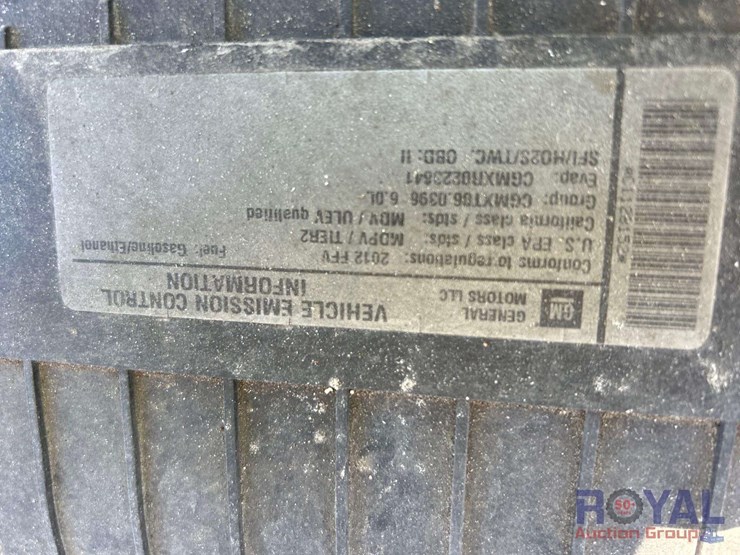 GM
GENERAL
MOTORS LLC
VEHICLE EMISSION CONTROL
INFORMATION
Conforms to regulations: 2012 FFV
Fuel: Gasoline/Ethanol
U.S. EPA class / stds: MDPV / TIER2
California class / stds: MDV / ULEV qualified
Group: CGMXT06.0396 6.0L
Evap: CGMXR0223841
SFI/HO2S/TWC, OBD: II
ROYAL
Auction Group